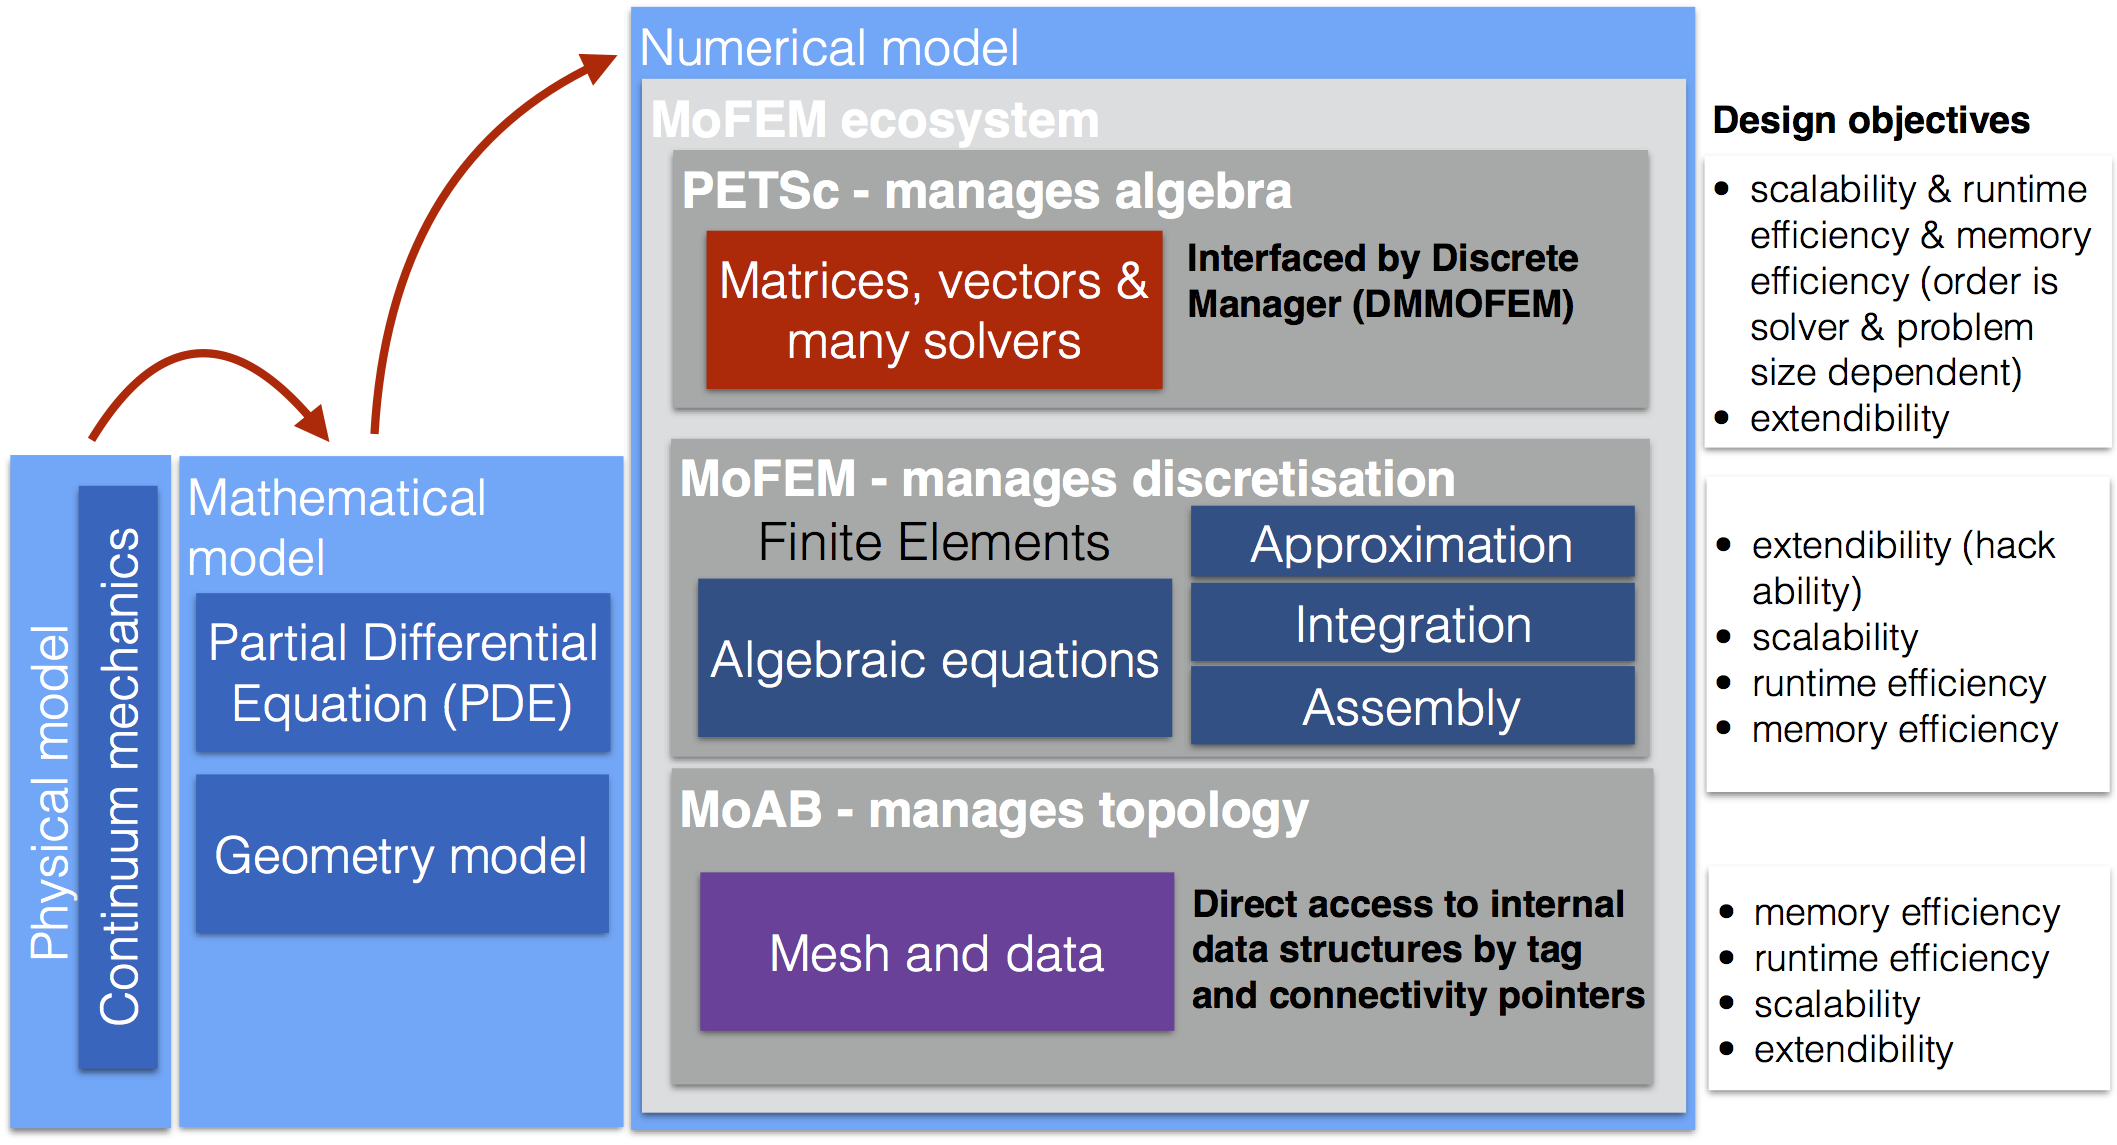 Physical model
Continuum mechanics
Mathematical
model
Partial Differential
Equation (PDE)
Geometry model
Numerical model
MoFEM ecosystem
PETSc - manages algebra
Matrices, vectors &
many solvers
Interfaced by Discrete
Manager (DMMOFEM)
MoFEM - manages discretisation
Finite Elements
Algebraic equations
Approximation
Integration
Assembly
MoAB - manages topology
Mesh and data
Direct access to internal
data structures by tag
and connectivity pointers
Design objectives
• scalability & runtime
efficiency & memory
efficiency (order is
solver & problem
size dependent)
• extendibility
• extendibility (hack
ability)
• scalability
• runtime efficiency
• memory efficiency
• memory efficiency
• runtime efficiency
• scalability
• extendibility